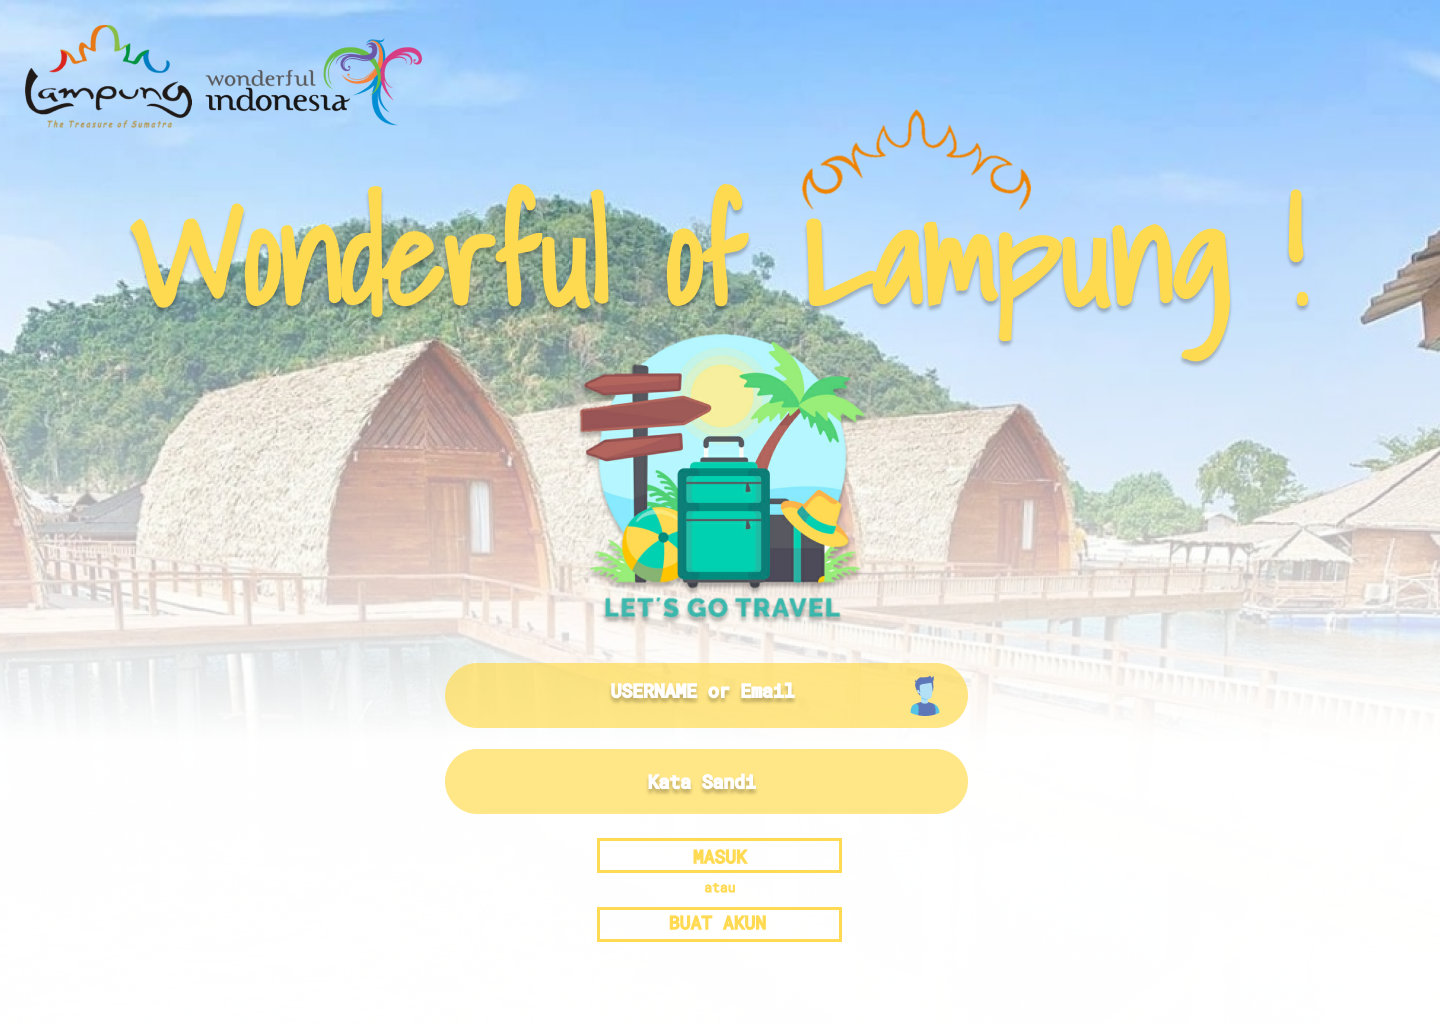 Lampung
The Treasure of Sumatra
wonderful
indonesia
Wonderful of Lampung !
LET'S GO TRAVEL
USERNAME or Email
Kata Sandi
MASUK
atau
BUAT AKUN